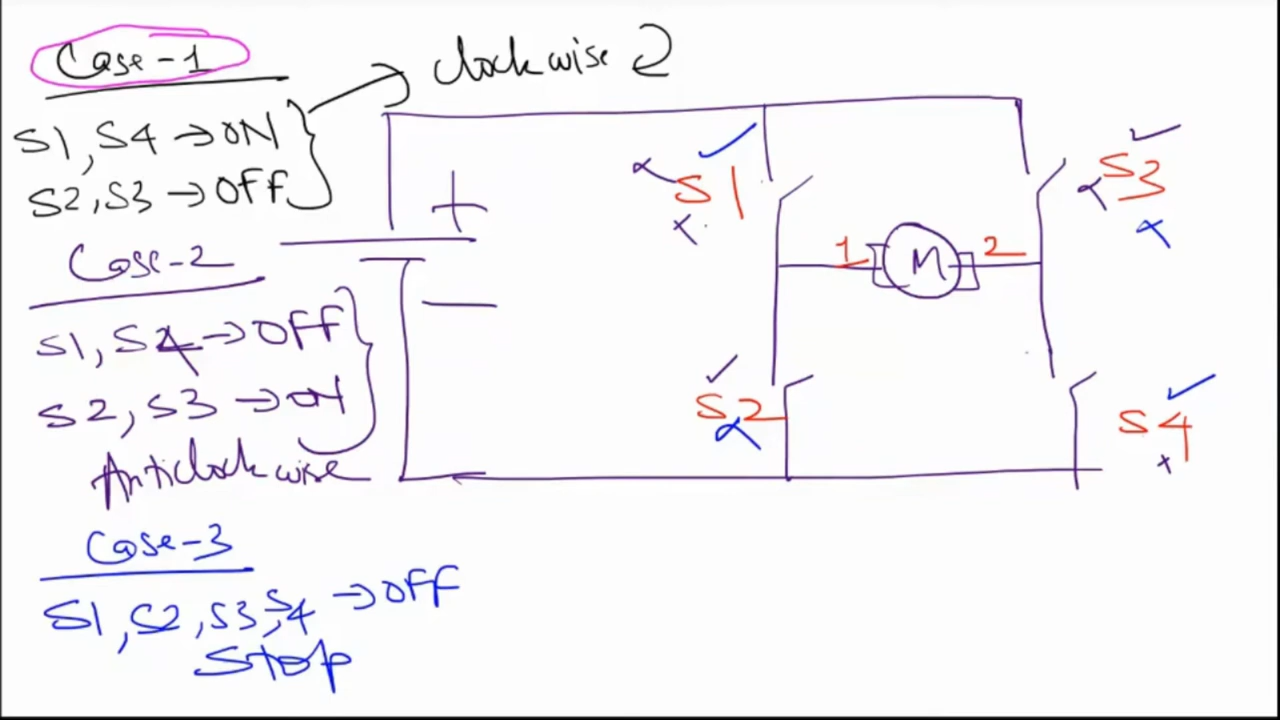 Case-1
clockwise
S1, S4 → ON
S2, S3 → OFF
Case-2
S1, S4 → OFF
S2, S3 → ON
Anticlockwise
Case-3
S1, S2, S3, S4 → OFF
Stop
+
−
S1
S3
1
M
2
S2
S4